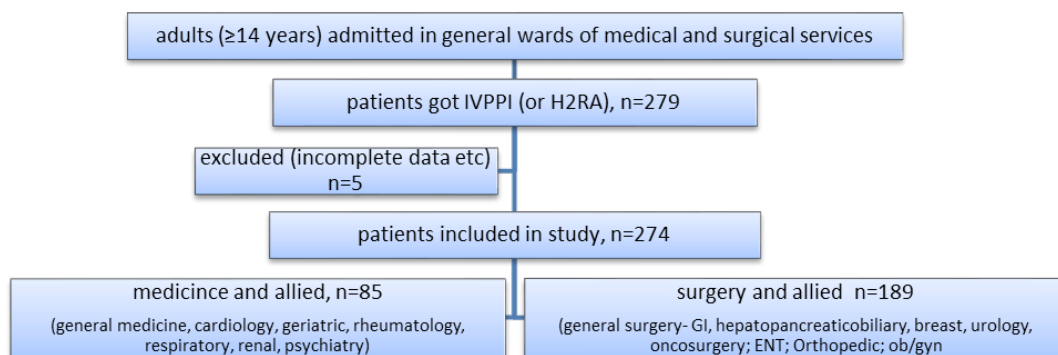 adults (≥14 years) admitted in general wards of medical and surgical services
patients got IVPPI (or H2RA), n=279
excluded (incomplete data etc)
n=5
patients included in study, n=274
medicince and allied, n=85
(general medicine, cardology, geriatric, rheumatology,
respiratory, renal, psychiatry)
surgery and allied n=189
(general surgery- GI, hepatopancreaticobiliary, breast, urology,
oncosurgery; ENT; Orthopedic; ob/gyn